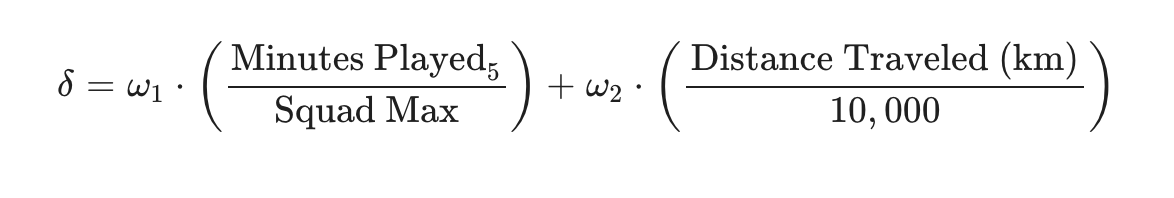 δ = ω₁ · (Minutes Played₅ / Squad Max) + ω₂ · (Distance Traveled (km) / 10,000)